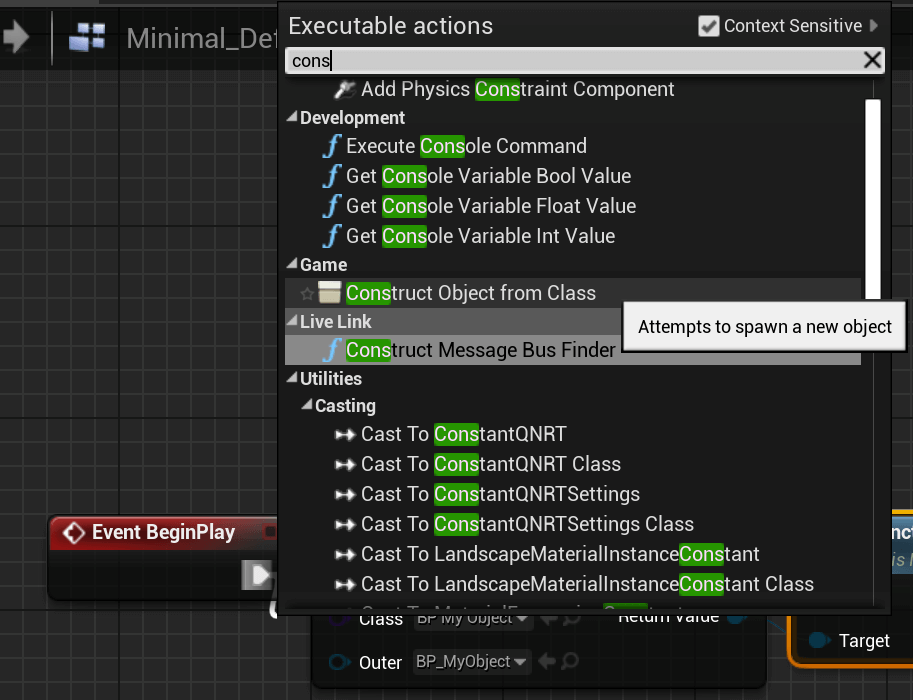 Executable actions
Context Sensitive
Minimal_Def
cons
Add Physics Constraint Component
Development
Execute Console Command
Get Console Variable Bool Value
Get Console Variable Float Value
Get Console Variable Int Value
Game
Construct Object from Class
Live Link
Attempts to spawn a new object
Construct Message Bus Finder
Utilities
Casting
Cast To ConstantQNRT
Cast To ConstantQNRT Class
Cast To ConstantQNRTSettings
Cast To ConstantQNRTSettings Class
Event BeginPlay
Cast To LandscapeMaterialInstanceConstant
Cast To LandscapeMaterialInstanceConstant Class
Class BP My Object Return Value
Target
Outer BP_MyObject